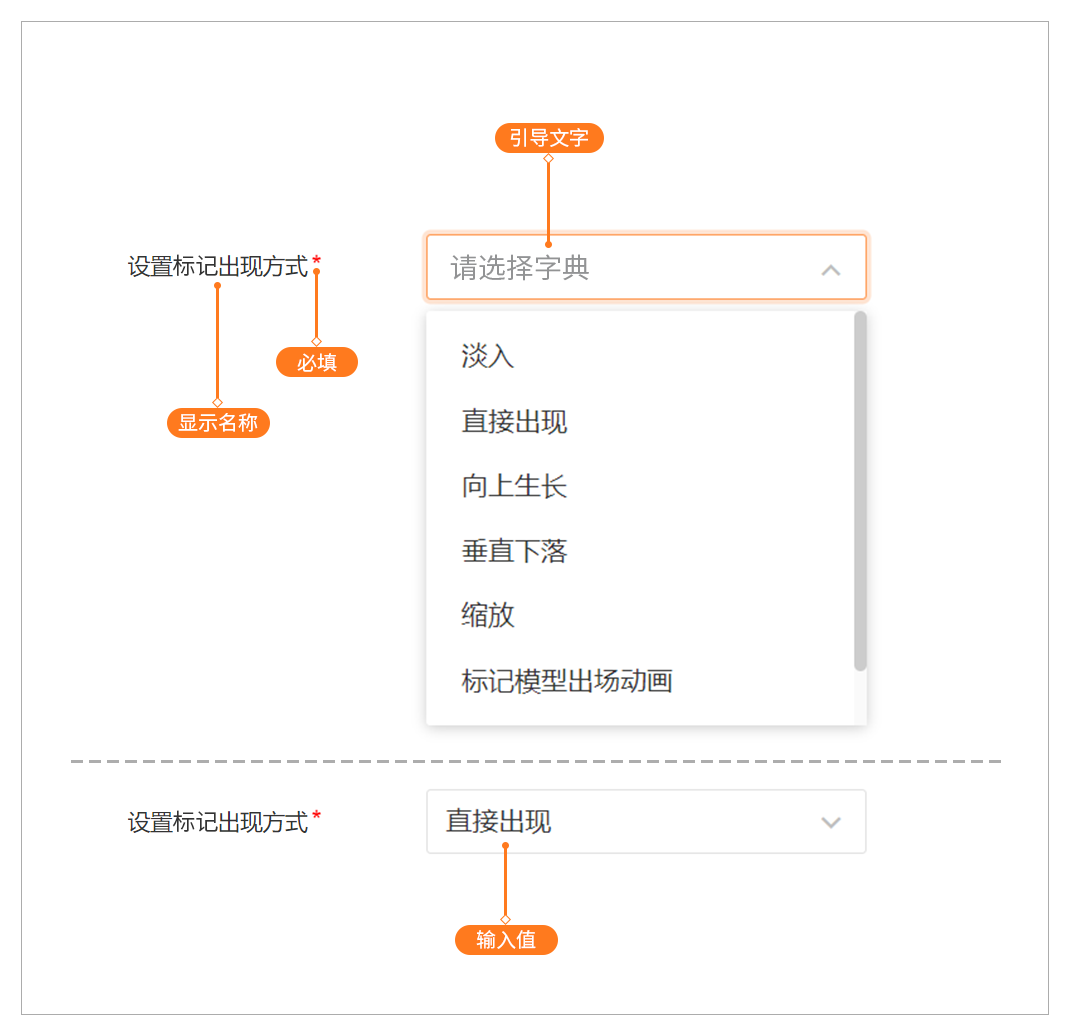 引导文字
设置标记出现方式*
请选择字典
必填
显示名称
淡入
直接出现
向上生长
垂直下落
缩放
标记模型出场动画
设置标记出现方式*
直接出现
输入值